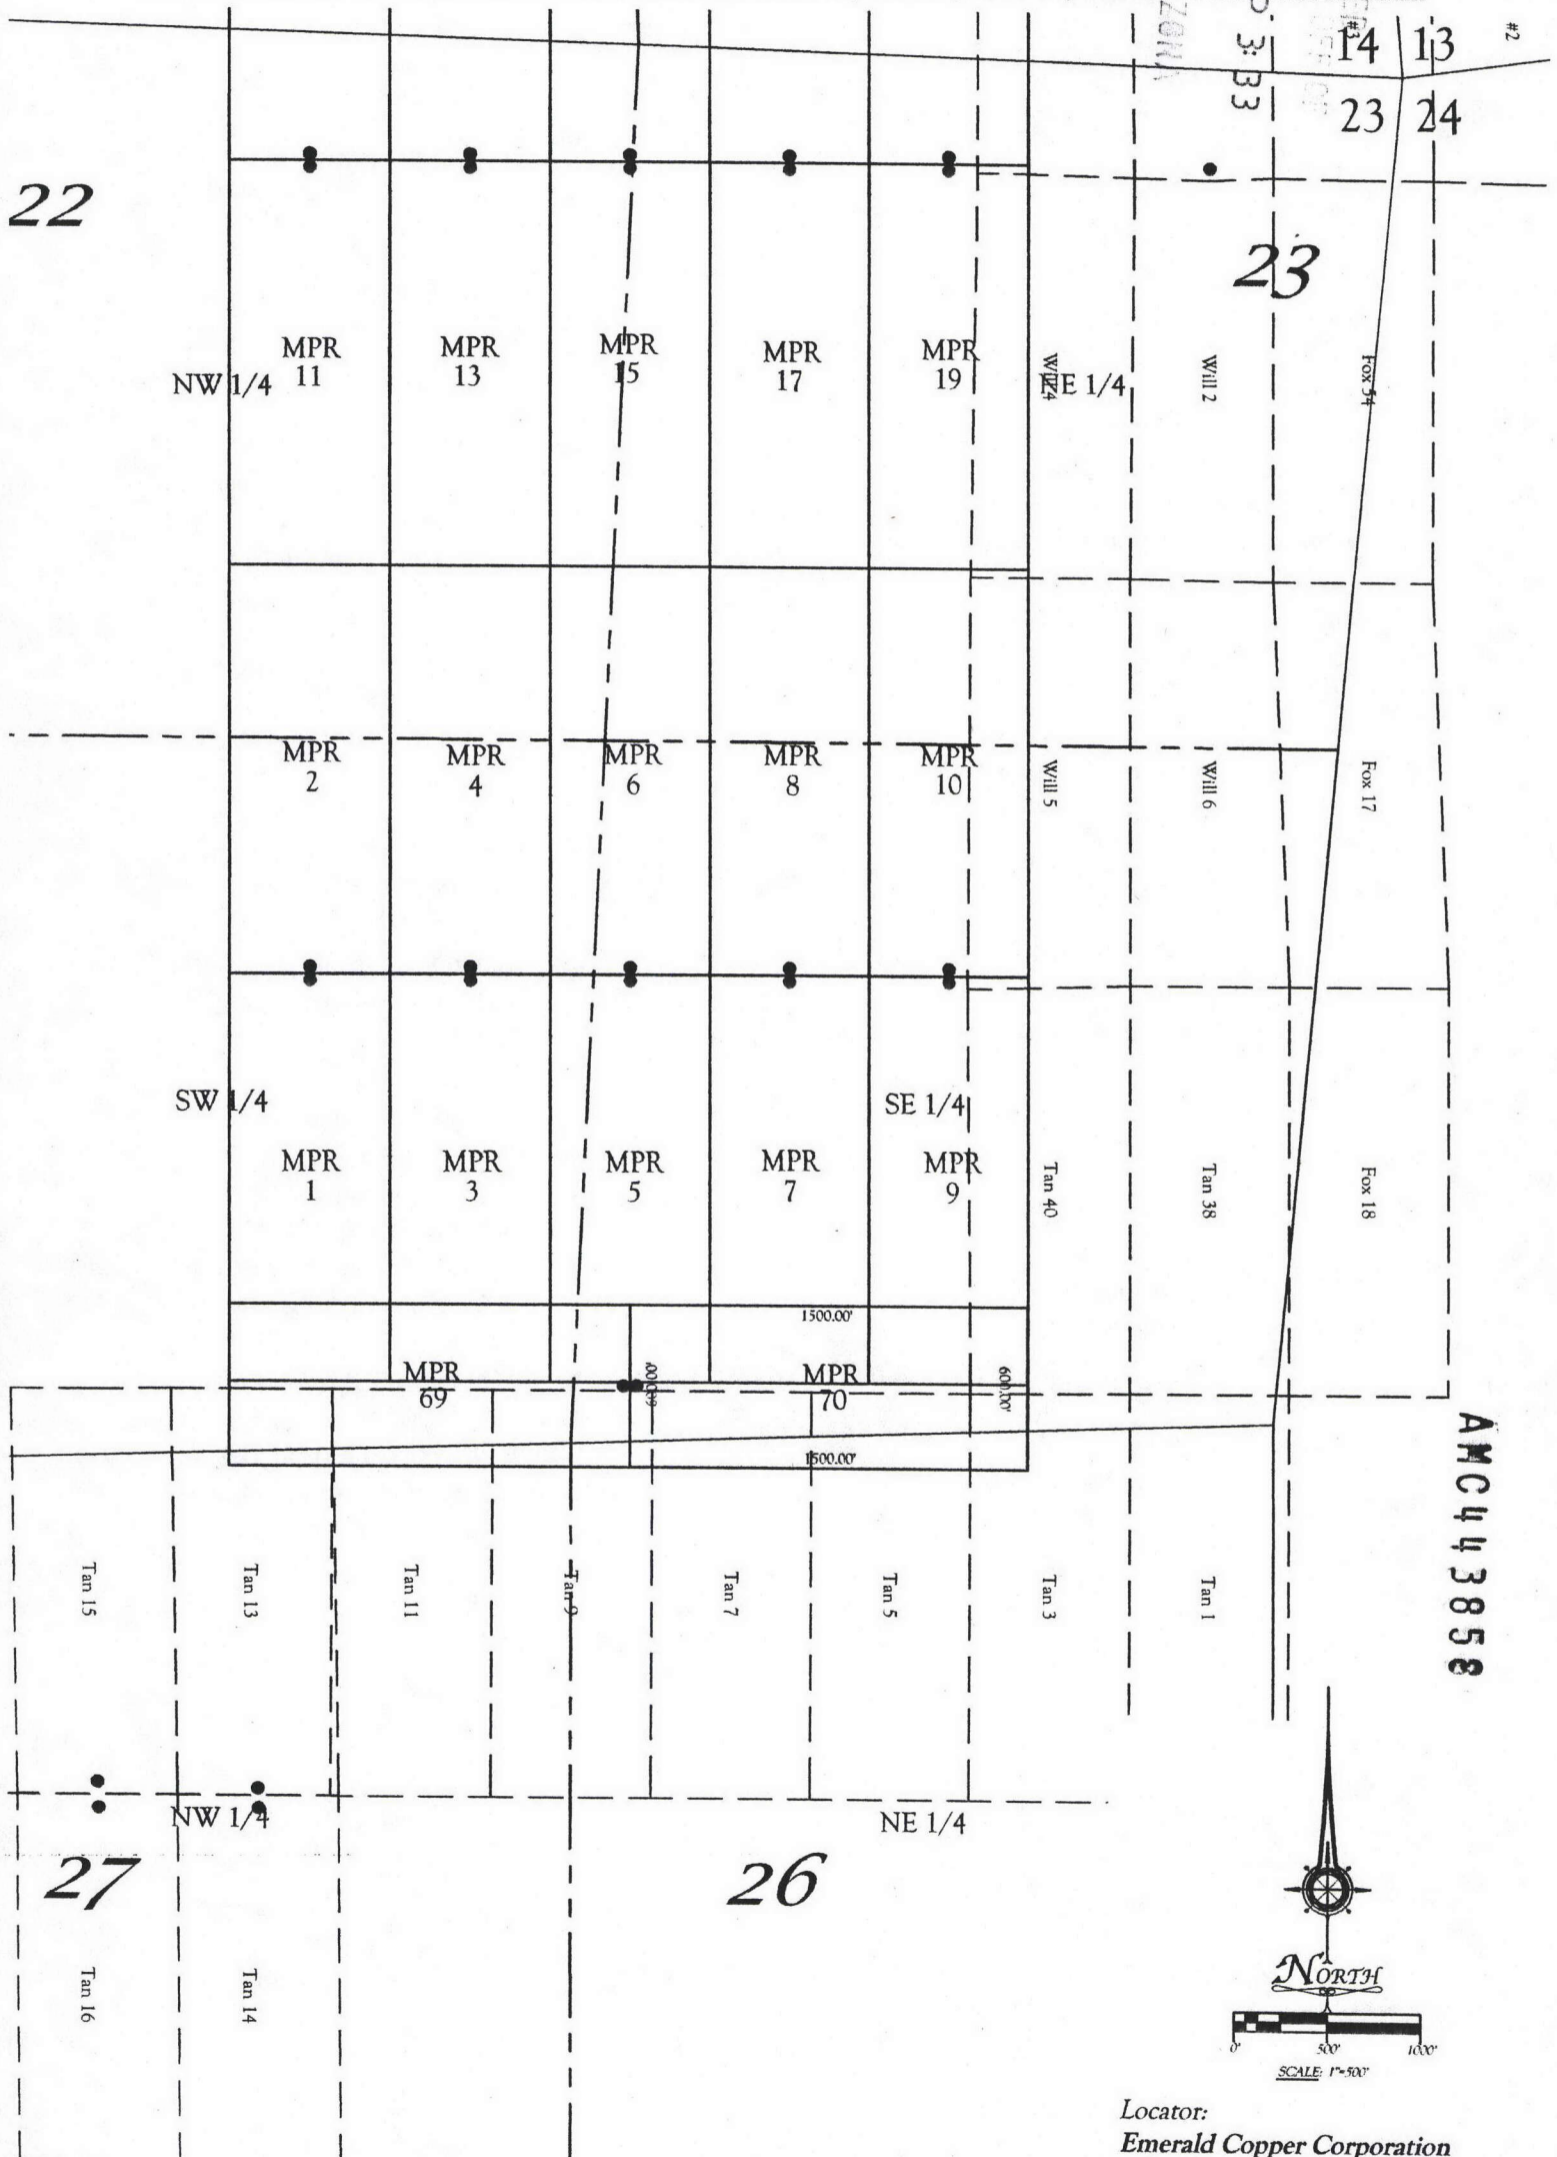 #3
#2
14 13
23 24
3:33
ZONA
22
23
MPR
11
MPR
13
MPR
15
MPR
17
MPR
19
NW 1/4
Will 4
NE 1/4
Will 2
Fox 54
MPR
2
MPR
4
MPR
6
MPR
8
MPR
10
Will 5
Will 6
Fox 17
SW 1/4
SE 1/4
MPR
1
MPR
3
MPR
5
MPR
7
MPR
9
Tan 40
Tan 38
Fox 18
1500.00'
MPR
69
600.00'
MPR
70
600.00'
1500.00'
AMC443858
Tan 15
Tan 13
Tan 11
Tan 9
Tan 7
Tan 5
Tan 3
Tan 1
NW 1/4
NE 1/4
27
26
Tan 16
Tan 14
NORTH
0' 500' 1000'
SCALE: 1"=500'
Locator:
Emerald Copper Corporation